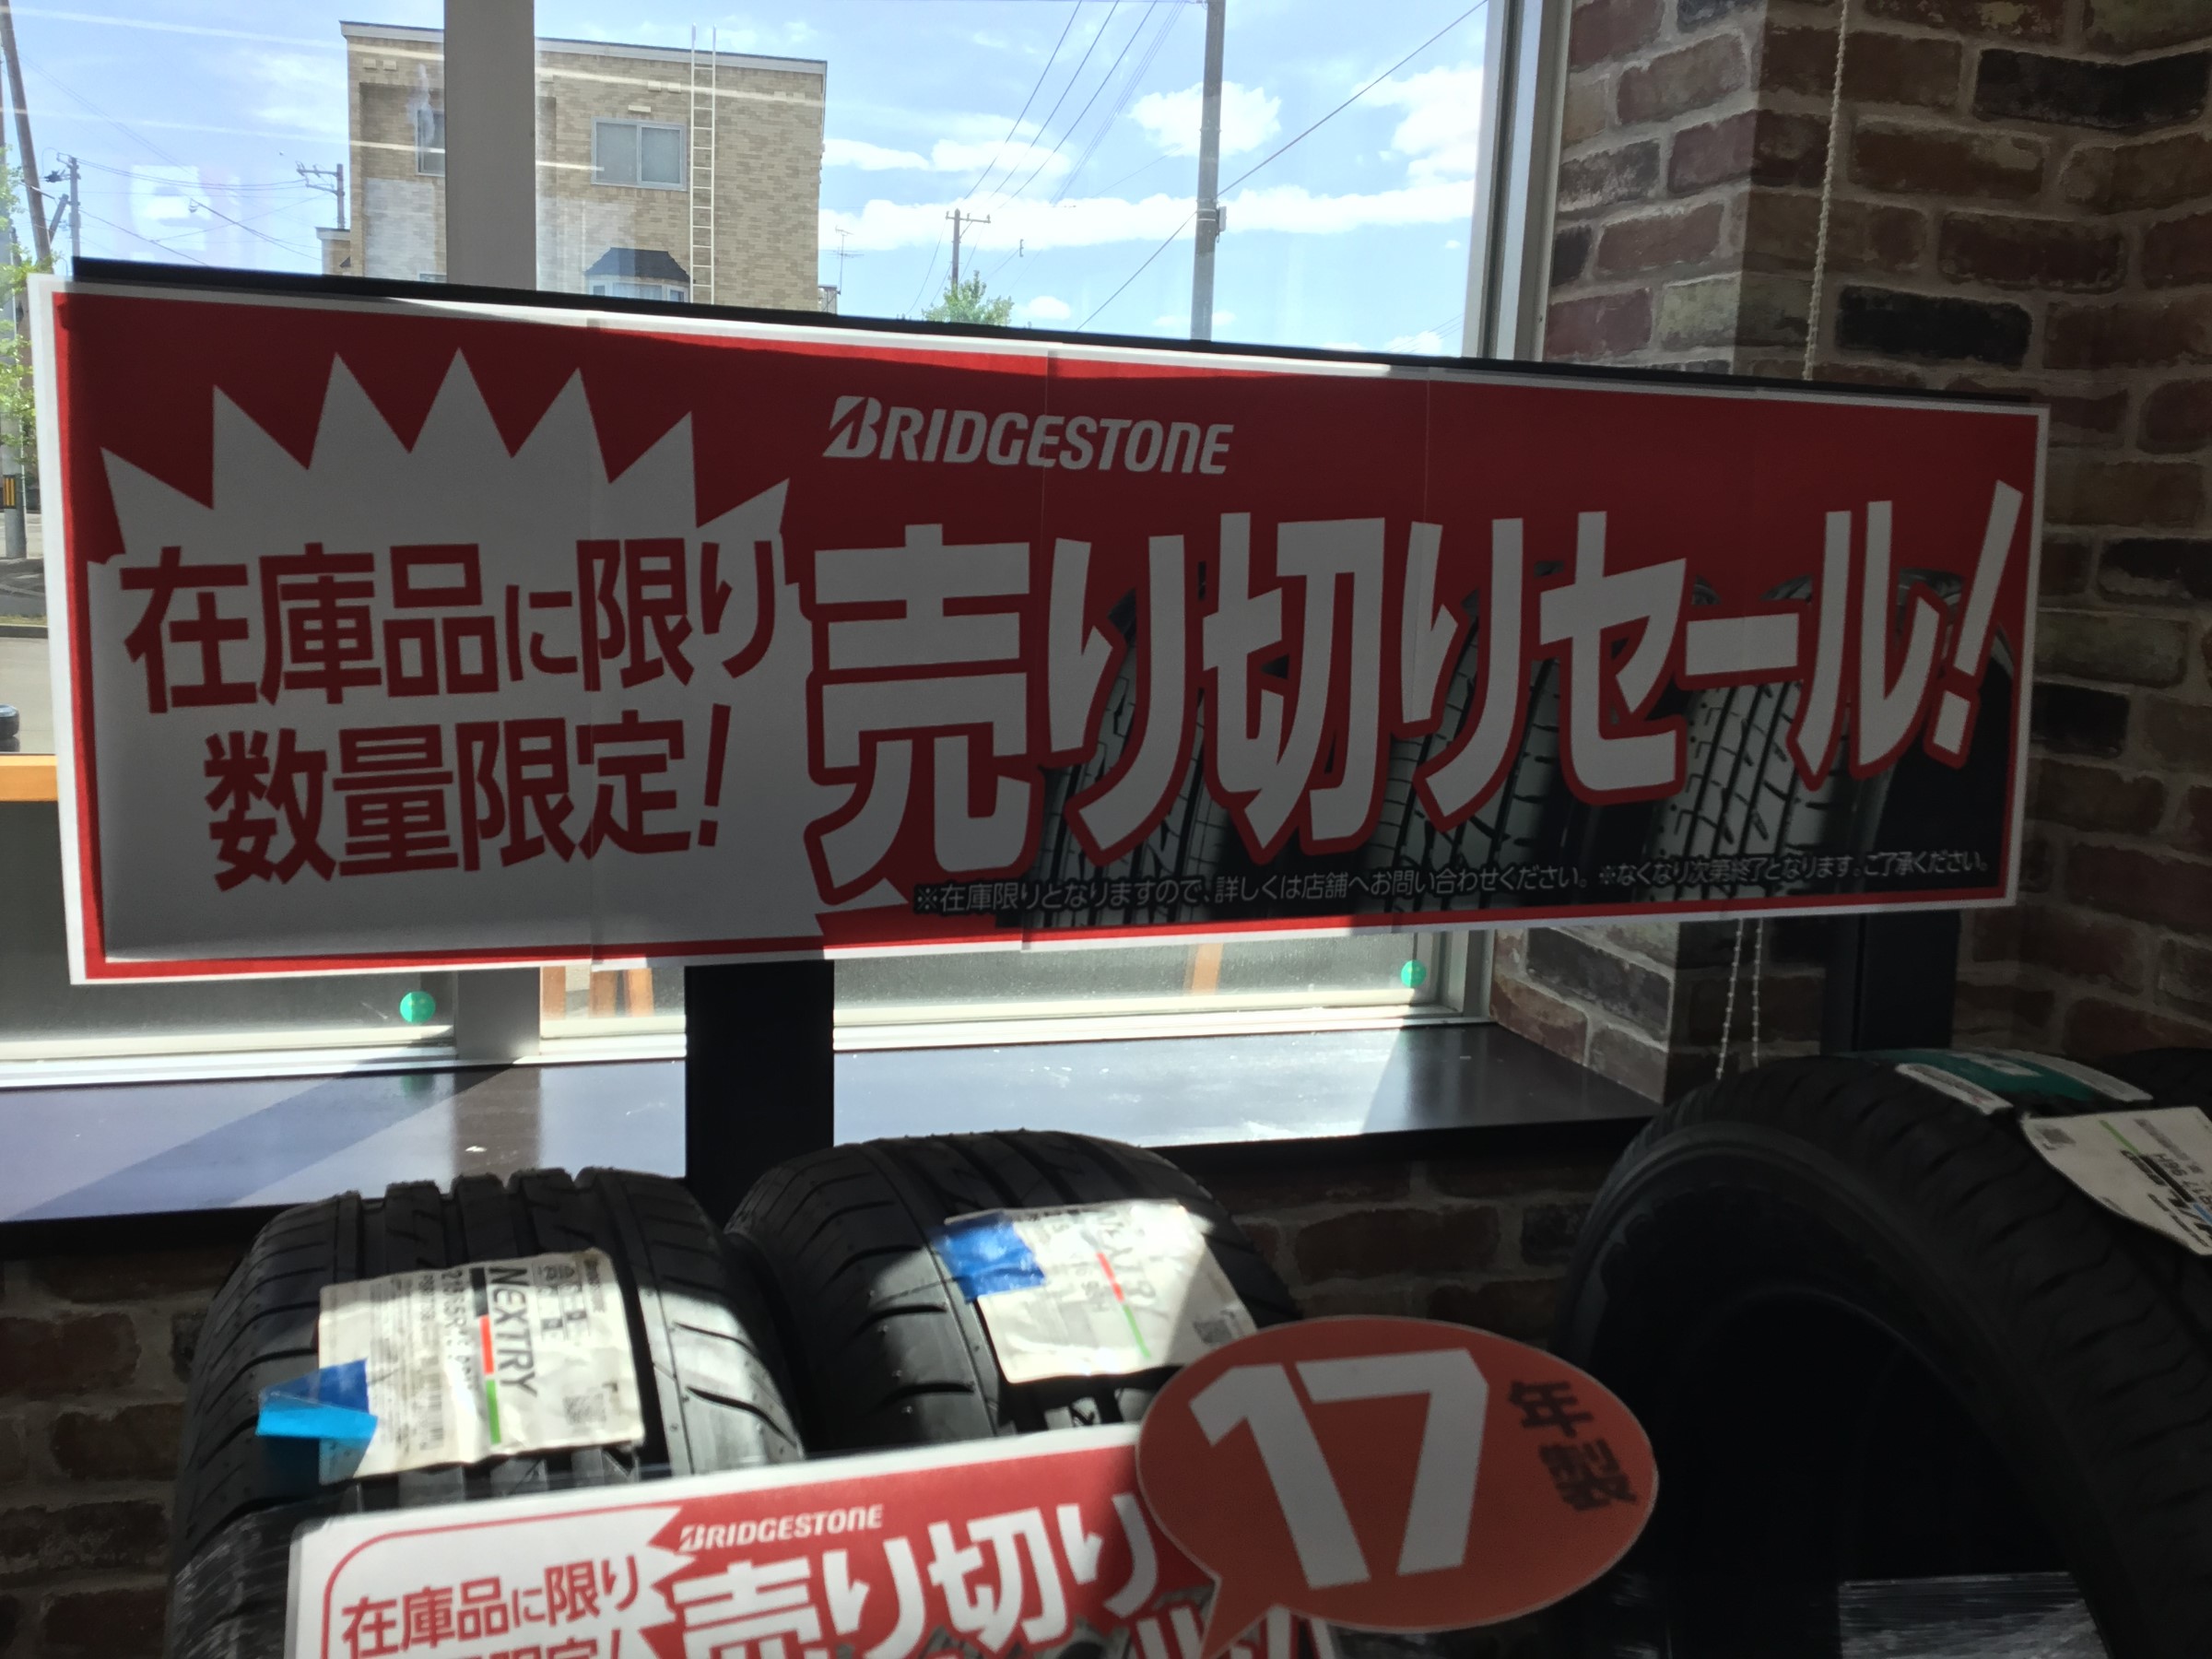 BRIDGESTONE
在庫品に限り
数量限定!
売り切りセール!
※在庫限りとなりますので、詳しくは店舗へお問い合わせください。※なくなり次第終了となります。ご了承ください。
NEXTRY
17
年製
BRIDGESTONE
在庫品に限り
売り切り